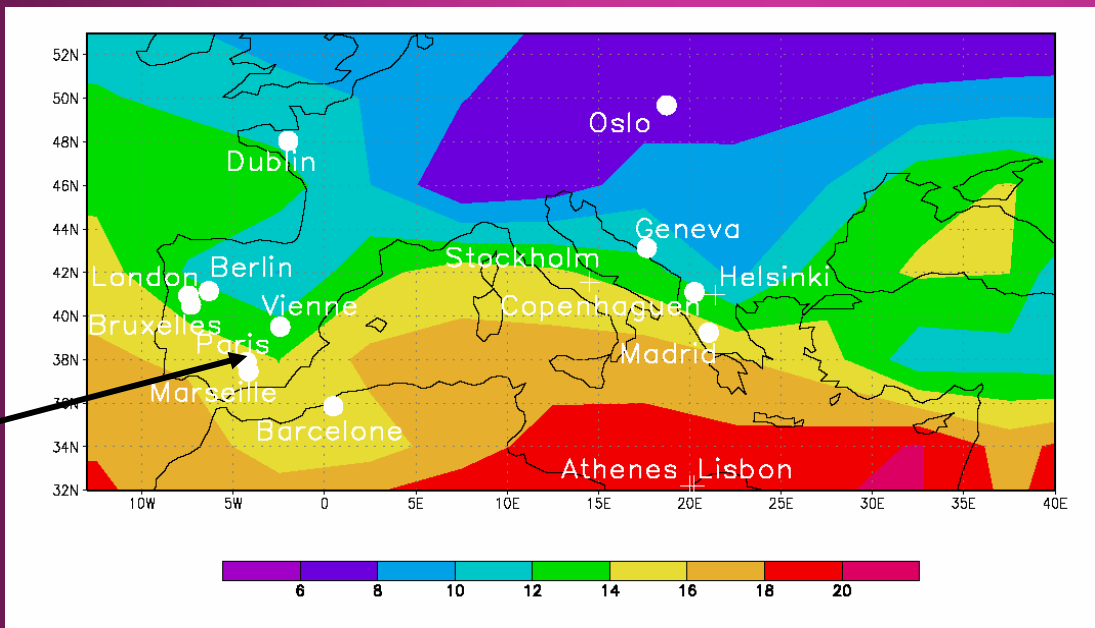 52N
50N
Oslo
48N
Dublin
46N
44N
Geneva
Stockholm
42N
London Berlin Helsinki
Vienne Copenhaguen
40N
Bruxelles
Paris Madrid
38N
Marseille
36N
Barcelone
34N
Athenes Lisbon
32N
10W 5W 0 5E 10E 15E 20E 25E 30E 35E 40E
6 8 10 12 14 16 18 20